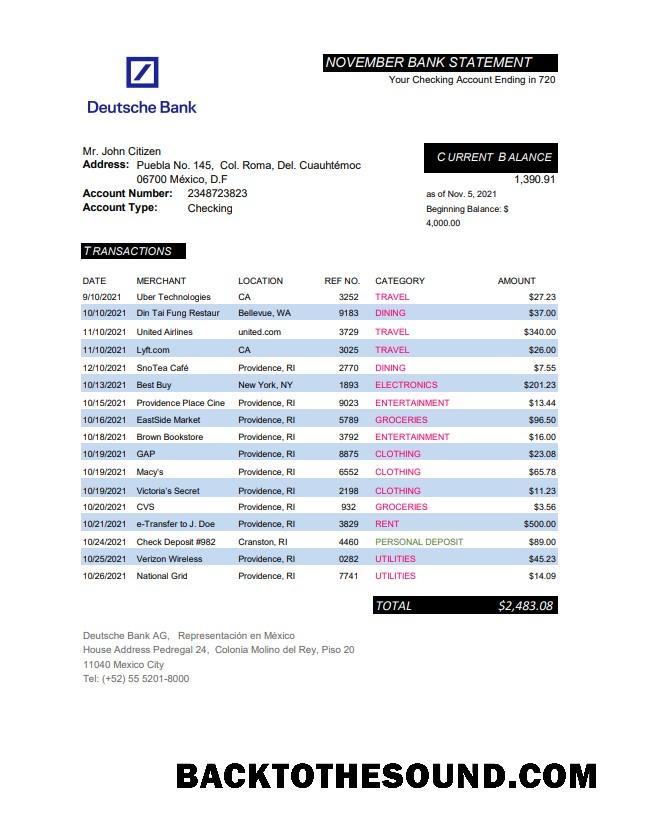 NOVEMBER BANK STATEMENT
Your Checking Account Ending in 720
Deutsche Bank
Mr. John Citizen
Address: Puebla No. 145, Col. Roma, Del. Cuauhtémoc
06700 México, D.F
Account Number: 2348723823
Account Type: Checking
CURRENT BALANCE
1,390.91
as of Nov. 5, 2021
Beginning Balance: $
4,000.00
TRANSACTIONS
DATE MERCHANT LOCATION REF NO. CATEGORY AMOUNT
9/10/2021 Uber Technologies CA 3252 TRAVEL $27.23
10/10/2021 Din Tai Fung Restaur Bellevue, WA 9183 DINING $37.00
11/10/2021 United Airlines united.com 3729 TRAVEL $340.00
11/10/2021 Lyft.com CA 3025 TRAVEL $26.00
12/10/2021 SnoTea Café Providence, RI 2770 DINING $7.55
10/13/2021 Best Buy New York, NY 1893 ELECTRONICS $201.23
10/15/2021 Providence Place Cine Providence, RI 9023 ENTERTAINMENT $13.44
10/16/2021 EastSide Market Providence, RI 5789 GROCERIES $96.50
10/18/2021 Brown Bookstore Providence, RI 3792 ENTERTAINMENT $16.00
10/19/2021 GAP Providence, RI 8875 CLOTHING $23.08
10/19/2021 Macy's Providence, RI 6552 CLOTHING $65.78
10/19/2021 Victoria's Secret Providence, RI 2198 CLOTHING $11.23
10/20/2021 CVS Providence, RI 932 GROCERIES $3.56
10/21/2021 e-Transfer to J. Doe Providence, RI 3829 RENT $500.00
10/24/2021 Check Deposit #982 Cranston, RI 4460 PERSONAL DEPOSIT $89.00
10/25/2021 Verizon Wireless Providence, RI 0282 UTILITIES $45.23
10/26/2021 National Grid Providence, RI 7741 UTILITIES $14.09
TOTAL $2,483.08
Deutsche Bank AG, Representación en México
House Address Pedregal 24, Colonia Molino del Rey, Piso 20
11040 Mexico City
Tel: (+52) 55 5201-8000
BACKTOTHESOUND.COM